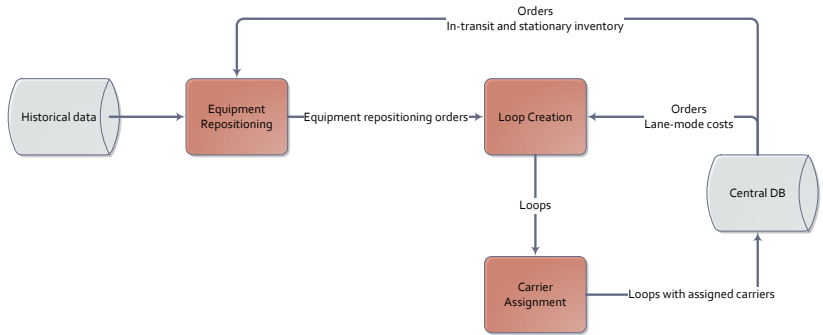 Orders
In-transit and stationary inventory
Historical data
Equipment
Repositioning
Equipment repositioning orders
Loop Creation
Orders
Lane-mode costs
Central DB
Loops
Carrier
Assignment
Loops with assigned carriers